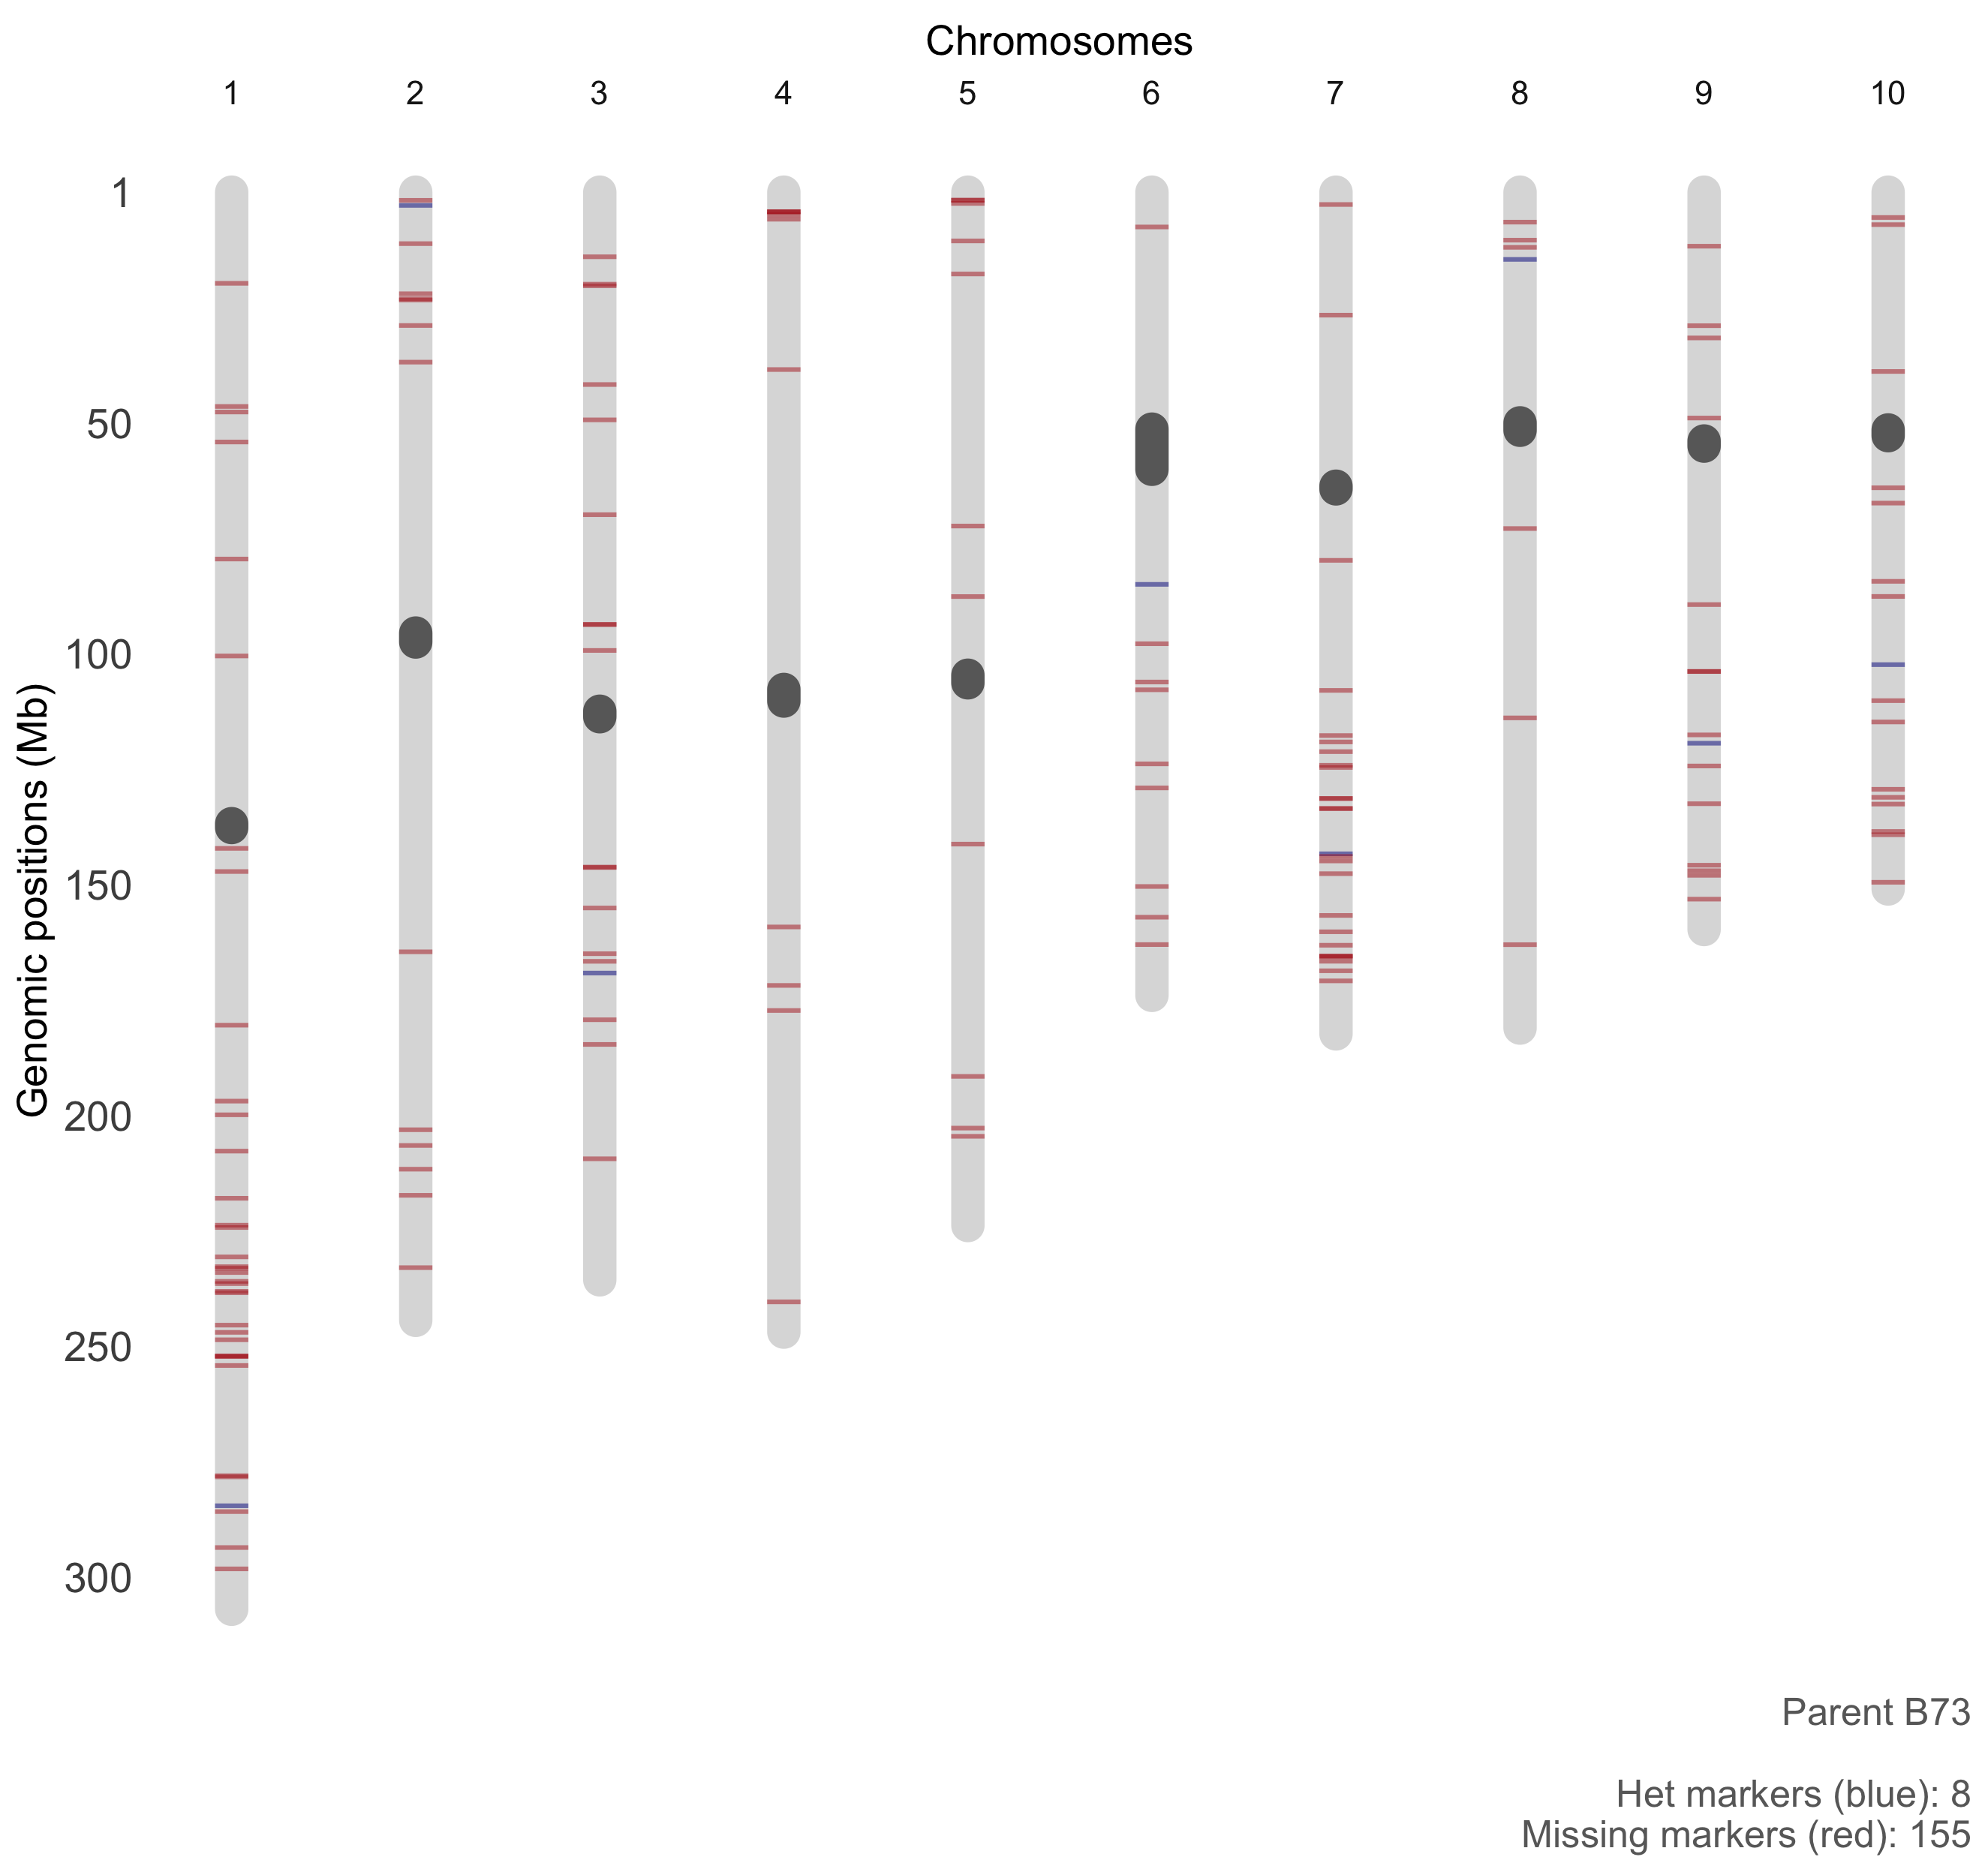 Chromosomes
1 2 3 4 5 6 7 8 9 10
Genomic positions (Mb)
1
50
100
150
200
250
300
Parent B73
Het markers (blue): 8
Missing markers (red): 155